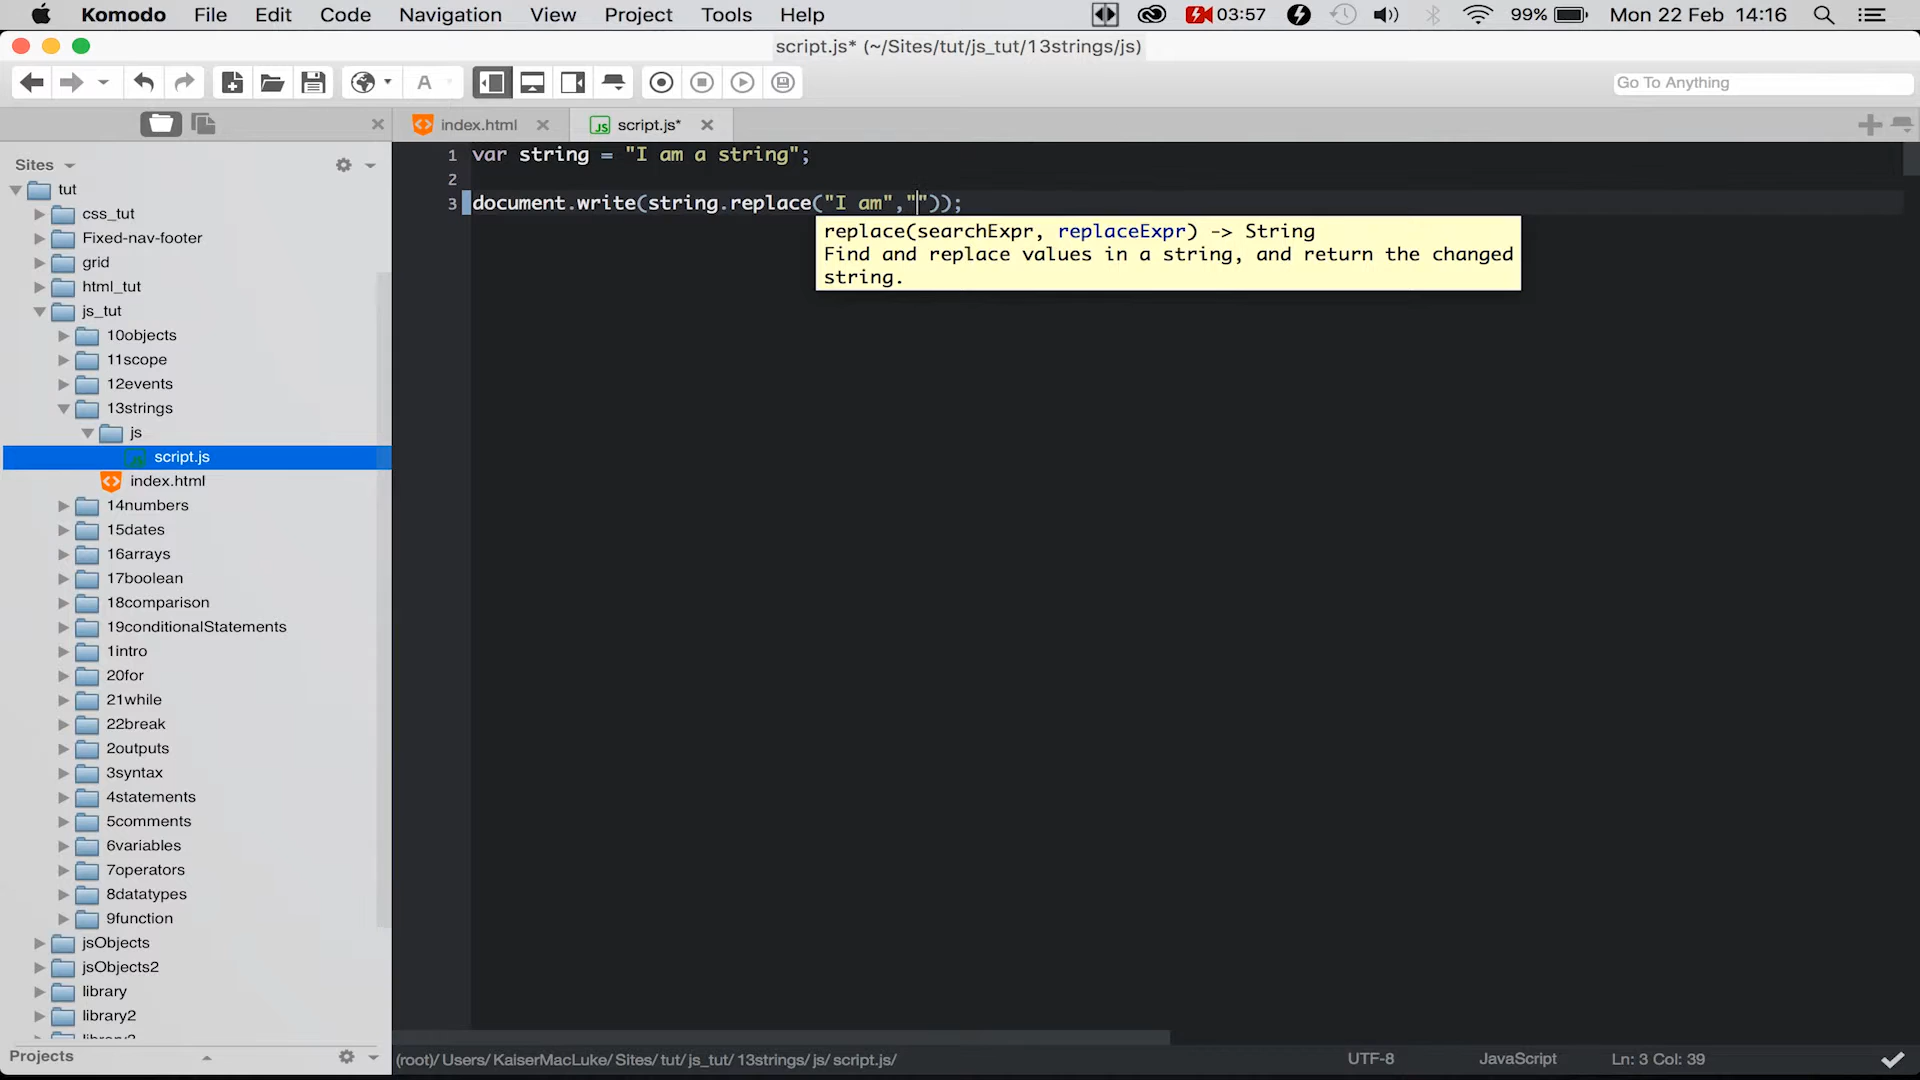 Komodo File Edit Code Navigation View Project Tools Help 03:57 99% Mon 22 Feb 14:16
script.js* (~/Sites/tut/js_tut/13strings/js)
A Go To Anything
index.html JS script.js*
Sites
tut
css_tut
Fixed-nav-footer
grid
html_tut
js_tut
10objects
11scope
12events
13strings
js
script.js
index.html
14numbers
15dates
16arrays
17boolean
18comparison
19conditionalStatements
1intro
20for
21while
22break
2outputs
3syntax
4statements
5comments
6variables
7operators
8datatypes
9function
jsObjects
jsObjects2
library
library2
Projects
1 var string = "I am a string";
2
3 document.write(string.replace("I am",""));
replace(searchExpr, replaceExpr) -> String
Find and replace values in a string, and return the changed
string.
(root)/ Users/ KaiserMacLuke/ Sites/ tut/ js_tut/ 13strings/ js/ script.js/ UTF-8 JavaScript Ln: 3 Col: 39